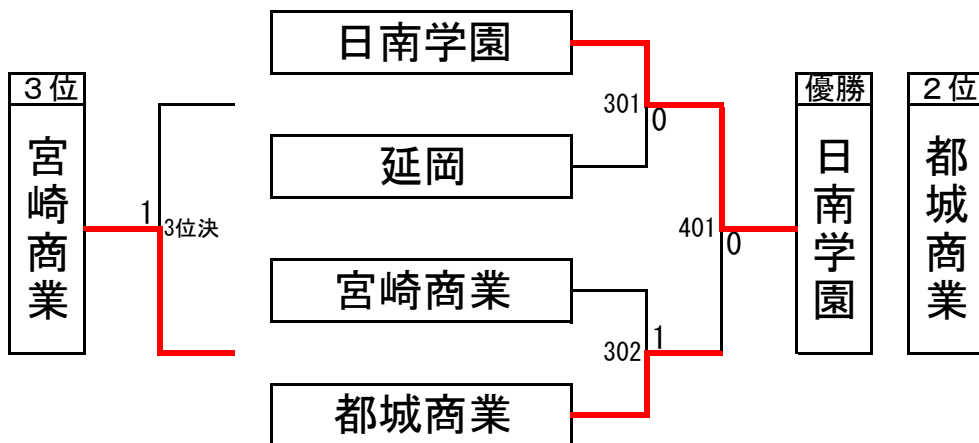 日南学園
３位
優勝
２位
301
0
宮崎商業
延岡
日南学園
都城商業
1
3位決
401
0
宮崎商業
1
302
都城商業